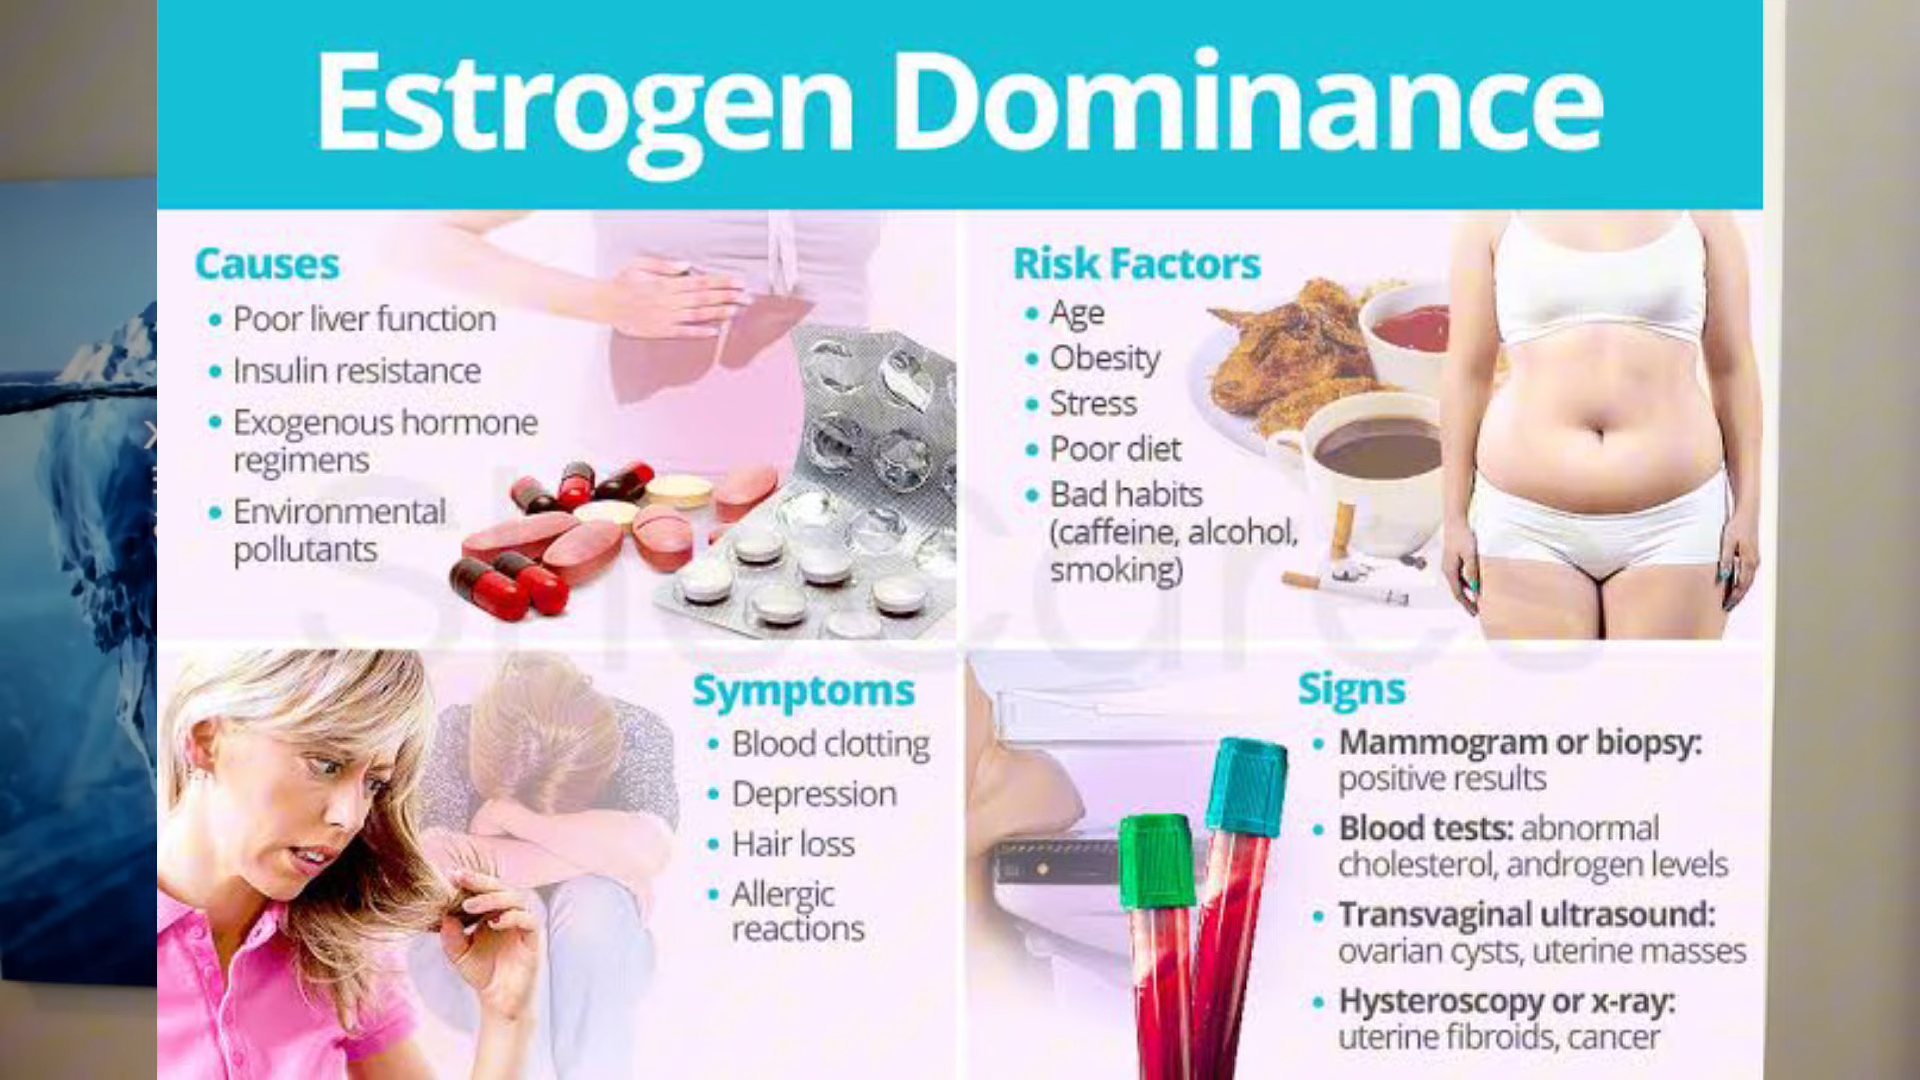 Estrogen Dominance
Causes
• Poor liver function
• Insulin resistance
• Exogenous hormone
regimens
• Environmental
pollutants
Risk Factors
• Age
• Obesity
• Stress
• Poor diet
• Bad habits
(caffeine, alcohol,
smoking)
Symptoms
• Blood clotting
• Depression
• Hair loss
• Allergic
reactions
Signs
• Mammogram or biopsy:
positive results
• Blood tests: abnormal
cholesterol, androgen levels
• Transvaginal ultrasound:
ovarian cysts, uterine masses
• Hysteroscopy or x-ray:
uterine fibroids, cancer
shecares